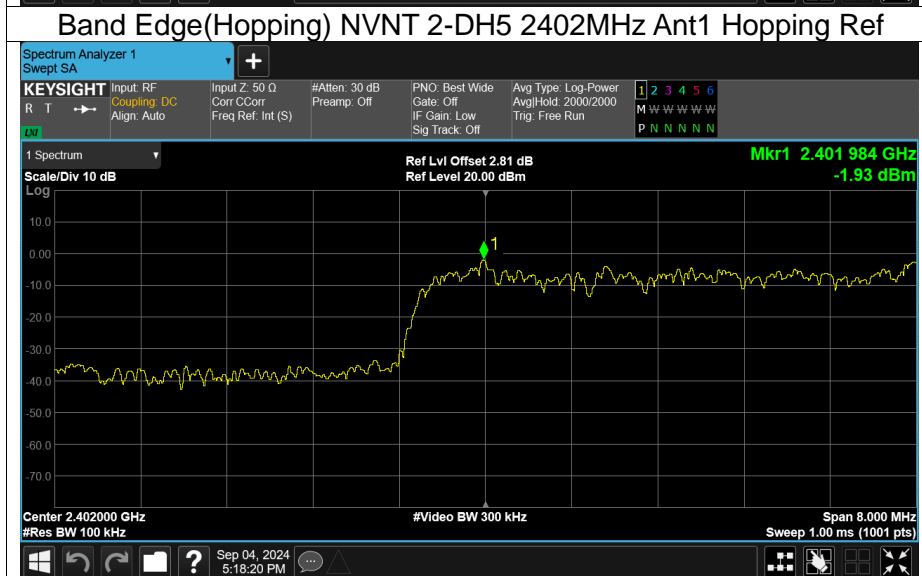 Band Edge(Hopping) NVNT 2-DH5 2402MHz Ant1 Hopping Ref
Spectrum Analyzer 1
Swept SA
+
KEYSIGHT
R T
LXI
Input: RF
Coupling: DC
Align: Auto
Input Z: 50 Ω
Corr CCorr
Freq Ref: Int (S)
#Atten: 30 dB
Preamp: Off
PNO: Best Wide
Gate: Off
IF Gain: Low
Sig Track: Off
Avg Type: Log-Power
Avg|Hold: 2000/2000
Trig: Free Run
1 2 3 4 5 6
M W W W W W
P N N N N N
1 Spectrum
Scale/Div 10 dB
Ref Lvl Offset 2.81 dB
Ref Level 20.00 dBm
Mkr1 2.401 984 GHz
-1.93 dBm
Log
10.0
0.00
-10.0
-20.0
-30.0
-40.0
-50.0
-60.0
-70.0
1
Center 2.402000 GHz
#Res BW 100 kHz
#Video BW 300 kHz
Span 8.000 MHz
Sweep 1.00 ms (1001 pts)
?
Sep 04, 2024
5:18:20 PM